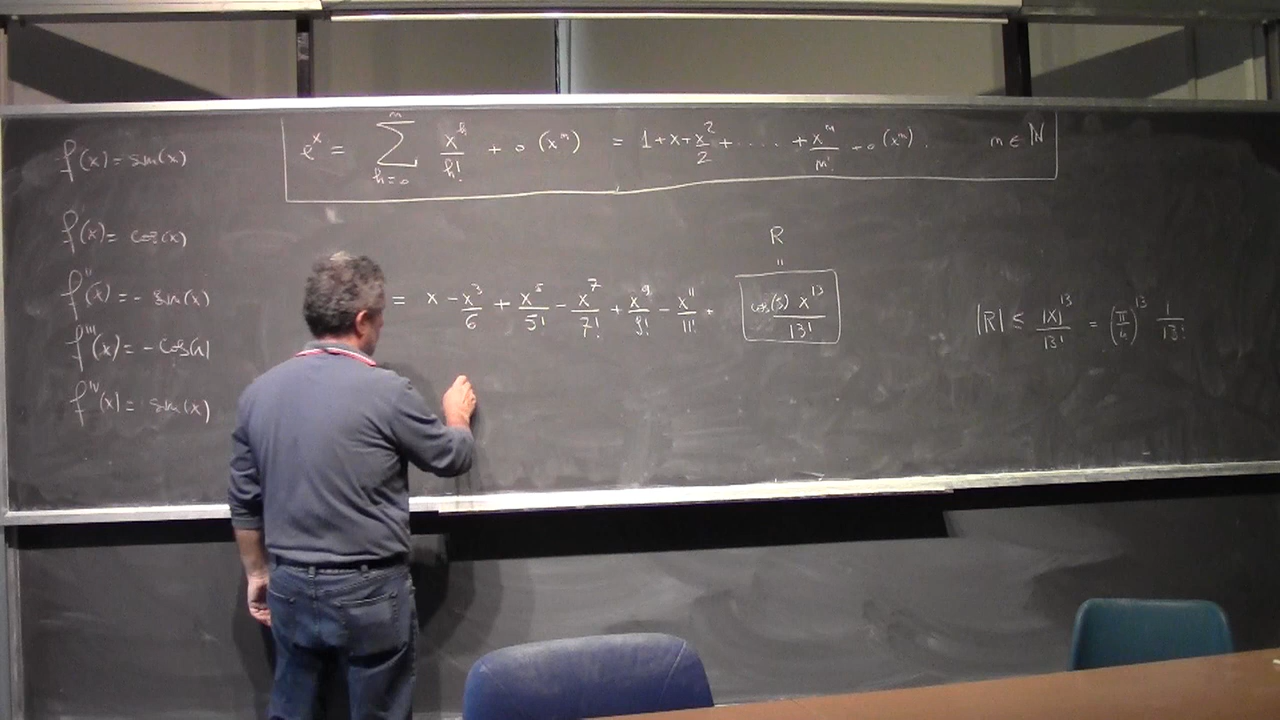 f(x) = sin(x)
e^x = ∑_{h=0}^{n} x^h/h! + o(x^n) = 1 + x + x^2/2 + ..... + x^n/n! + o(x^n). n ∈ ℕ
f'(x) = cos(x)
R
"
f''(x) = - sin(x)
= x - x^3/6 + x^5/5! - x^7/7! + x^9/9! - x^11/11! + cos(ξ) x^13/13!
|R| ≤ |x|^13/13! = (π/4)^13 1/13!
f'''(x) = - cos(x)
f^IV(x) = sin(x)